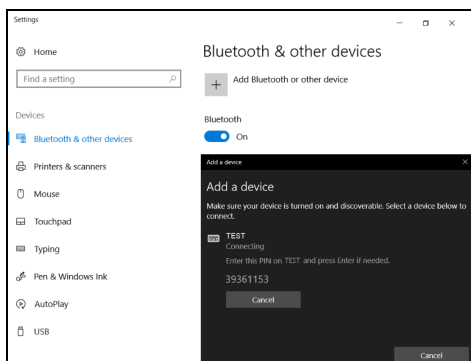 Settings
Home
Find a setting
Devices
Bluetooth & other devices
Printers & scanners
Mouse
Touchpad
Typing
Pen & Windows Ink
AutoPlay
USB
Bluetooth & other devices
Add Bluetooth or other device
Bluetooth
On
Add a device
Add a device
Make sure your device is turned on and discoverable. Select a device below to
connect.
TEST
Connecting
Enter this PIN on TEST and press Enter if needed.
39361153
Cancel
Cancel